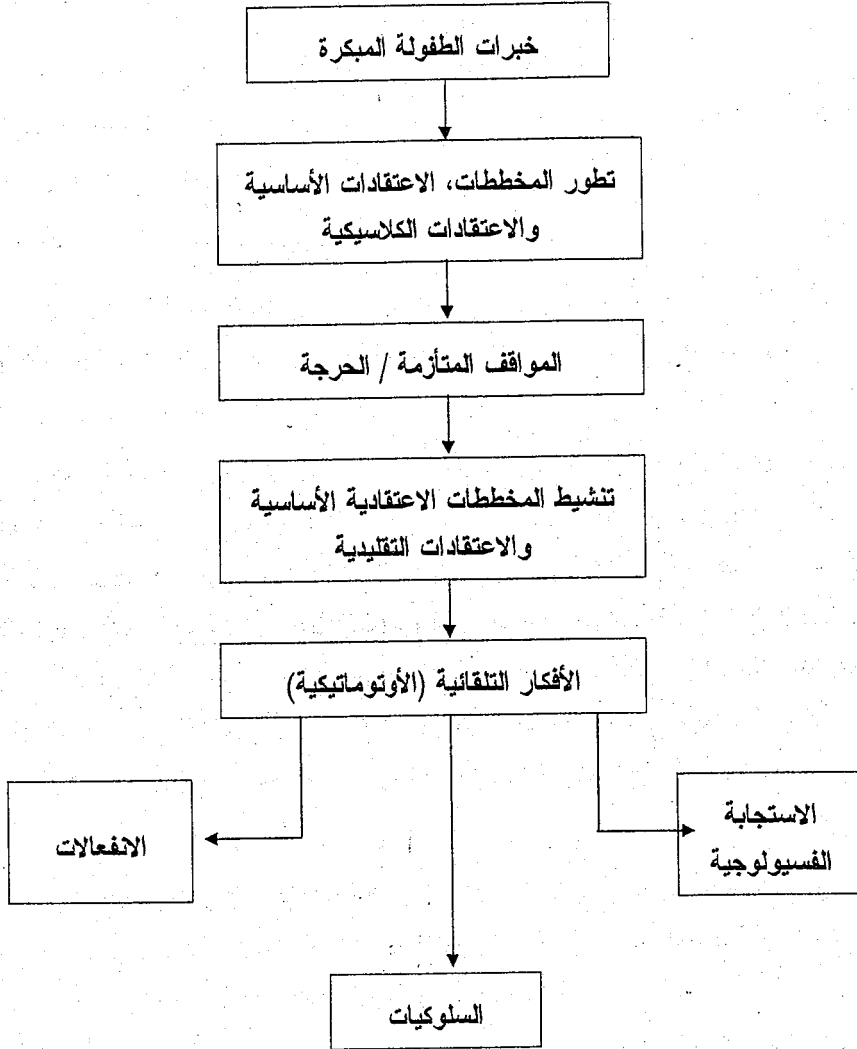 خبرات الطفولة المبكرة
تطور المخططات، الاعتقادات الأساسية
والاعتقادات الكلاسيكية
المواقف المتأزمة / الحرجة
تنشيط المخططات الاعتقادية الأساسية
والاعتقادات التقليدية
الأفكار التلقائية (الأوتوماتيكية)
الاستجابة
الفسيولوجية
الانفعالات
السلوكيات